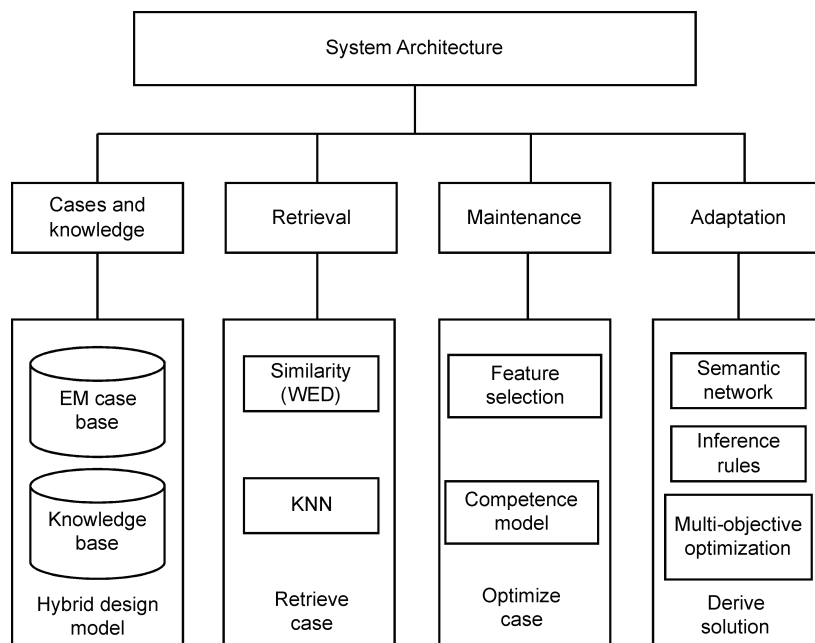 System Architecture
Cases and
knowledge
Retrieval
Maintenance
Adaptation
EM case
base
Knowledge
base
Hybrid design
model
Similarity
(WED)
KNN
Retrieve
case
Feature
selection
Competence
model
Optimize
case
Semantic
network
Inference
rules
Multi-objective
optimization
Derive
solution